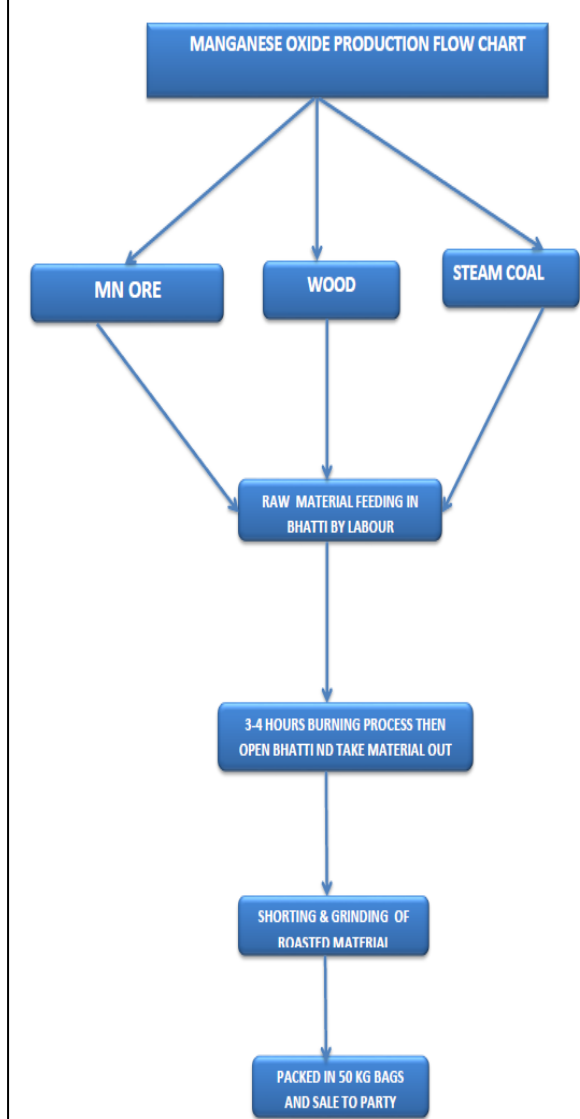 MANGANESE OXIDE PRODUCTION FLOW CHART
MN ORE
WOOD
STEAM COAL
RAW MATERIAL FEEDING IN
BHATTI BY LABOUR
3-4 HOURS BURNING PROCESS THEN
OPEN BHATTI ND TAKE MATERIAL OUT
SHORTING & GRINDING OF
ROASTED MATERIAL
PACKED IN 50 KG BAGS
AND SALE TO PARTY